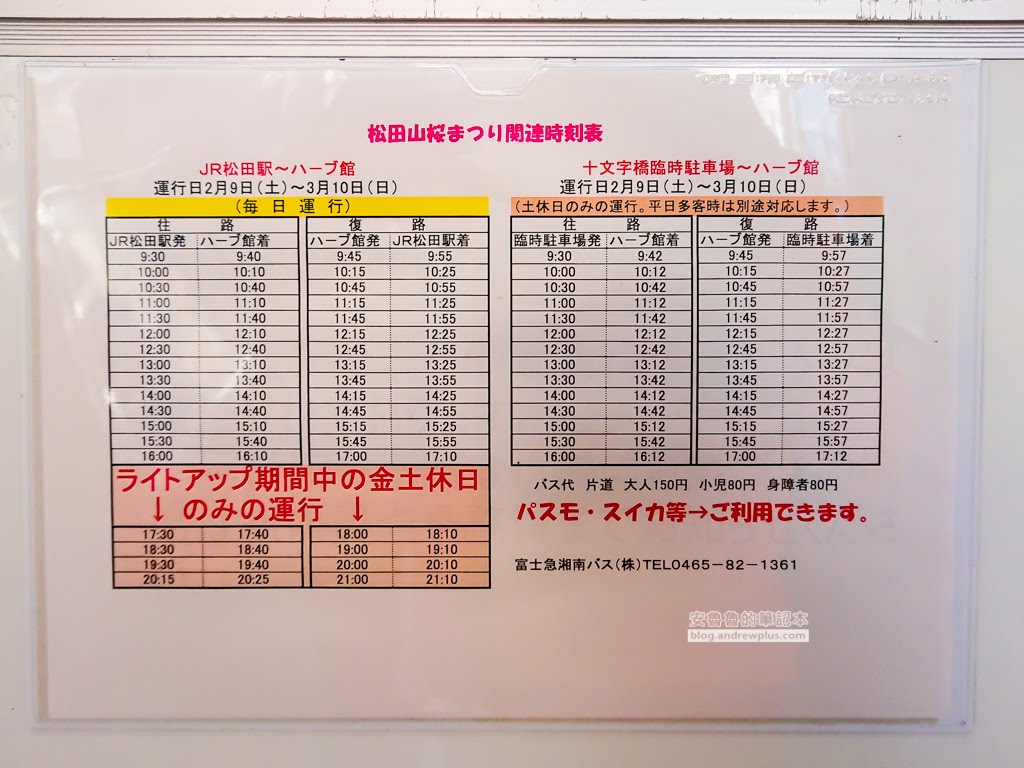 松田山桜まつり関連時刻表
JR松田駅～ハーブ館
運行日2月9日(土)～3月10日(日)
(毎日運行)
往路 復路
JR松田駅発 ハーブ館着 ハーブ館発 JR松田駅着
9:30 9:40 9:45 9:55
10:00 10:10 10:15 10:25
10:30 10:40 10:45 10:55
11:00 11:10 11:15 11:25
11:30 11:40 11:45 11:55
12:00 12:10 12:15 12:25
12:30 12:40 12:45 12:55
13:00 13:10 13:15 13:25
13:30 13:40 13:45 13:55
14:00 14:10 14:15 14:25
14:30 14:40 14:45 14:55
15:00 15:10 15:15 15:25
15:30 15:40 15:45 15:55
16:00 16:10 17:00 17:10
ライトアップ期間中の金土休日
↓のみの運行↓
17:30 17:40 18:00 18:10
18:30 18:40 19:00 19:10
19:30 19:40 20:00 20:10
20:15 20:25 21:00 21:10
十文字橋臨時駐車場～ハーブ館
運行日2月9日(土)～3月10日(日)
(土休日のみの運行。平日多客時は別途対応します。)
往路 復路
臨時駐車場発 ハーブ館着 ハーブ館発 臨時駐車場着
9:30 9:42 9:45 9:57
10:00 10:12 10:15 10:27
10:30 10:42 10:45 10:57
11:00 11:12 11:15 11:27
11:30 11:42 11:45 11:57
12:00 12:12 12:15 12:27
12:30 12:42 12:45 12:57
13:00 13:12 13:15 13:27
13:30 13:42 13:45 13:57
14:00 14:12 14:15 14:27
14:30 14:42 14:45 14:57
15:00 15:12 15:15 15:27
15:30 15:42 15:45 15:57
16:00 16:12 17:00 17:12
バス代 片道 大人150円 小児80円 身障者80円
パスモ・スイカ等→ご利用できます。
富士急湘南バス(株)TEL0465－82－1361
安魯魯的筆記本
blog.andrewplus.com